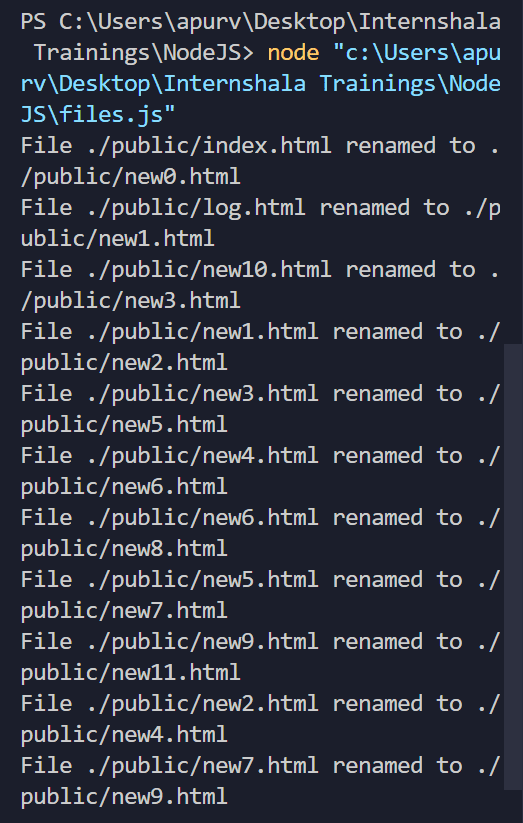 PS C:\Users\apurv\Desktop\Internshala
 Trainings\NodeJS> node "c:\Users\apu
rv\Desktop\Internshala Trainings\Node
JS\files.js"
File ./public/index.html renamed to .
/public/new0.html
File ./public/log.html renamed to ./p
ublic/new1.html
File ./public/new10.html renamed to .
/public/new3.html
File ./public/new1.html renamed to ./
public/new2.html
File ./public/new3.html renamed to ./
public/new5.html
File ./public/new4.html renamed to ./
public/new6.html
File ./public/new6.html renamed to ./
public/new8.html
File ./public/new5.html renamed to ./
public/new7.html
File ./public/new9.html renamed to ./
public/new11.html
File ./public/new2.html renamed to ./
public/new4.html
File ./public/new7.html renamed to ./
public/new9.html